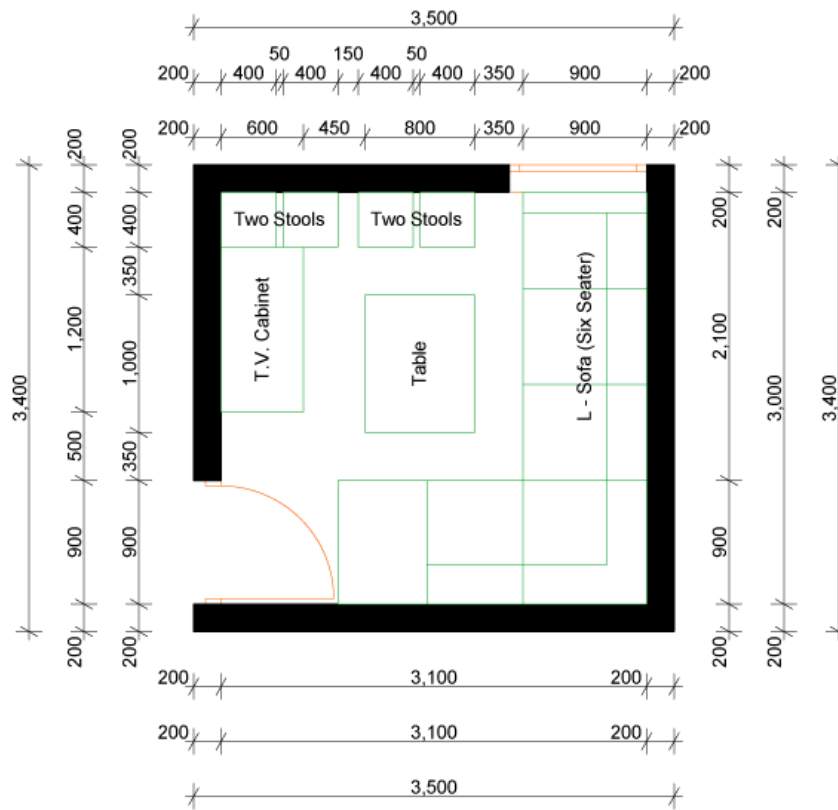 3,500
50 150 50
200 400 400 400 400 350 900 200
200 600 450 800 350 900 200
200 200 200 200
400 400
Two Stools Two Stools
350
1,200 1,000
T.V. Cabinet
Table
L - Sofa (Six Seater)
2,100
3,400 3,000 3,400
500 350
900 900 900
200 200 200 200
200 3,100 200
200 3,100 200
3,500